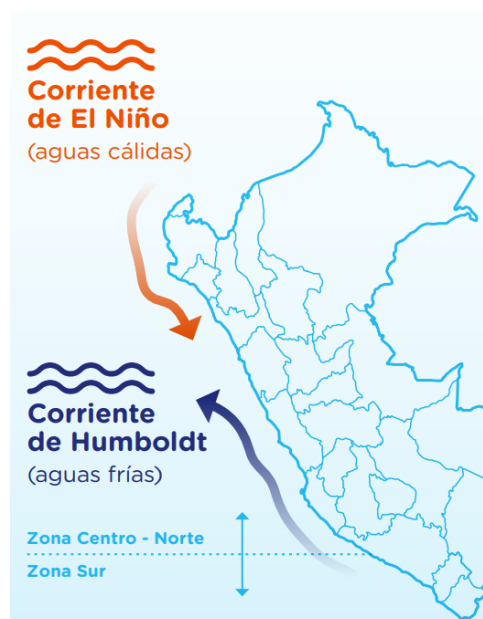 Corriente
de El Niño
(aguas cálidas)
Corriente
de Humboldt
(aguas frías)
Zona Centro - Norte
Zona Sur